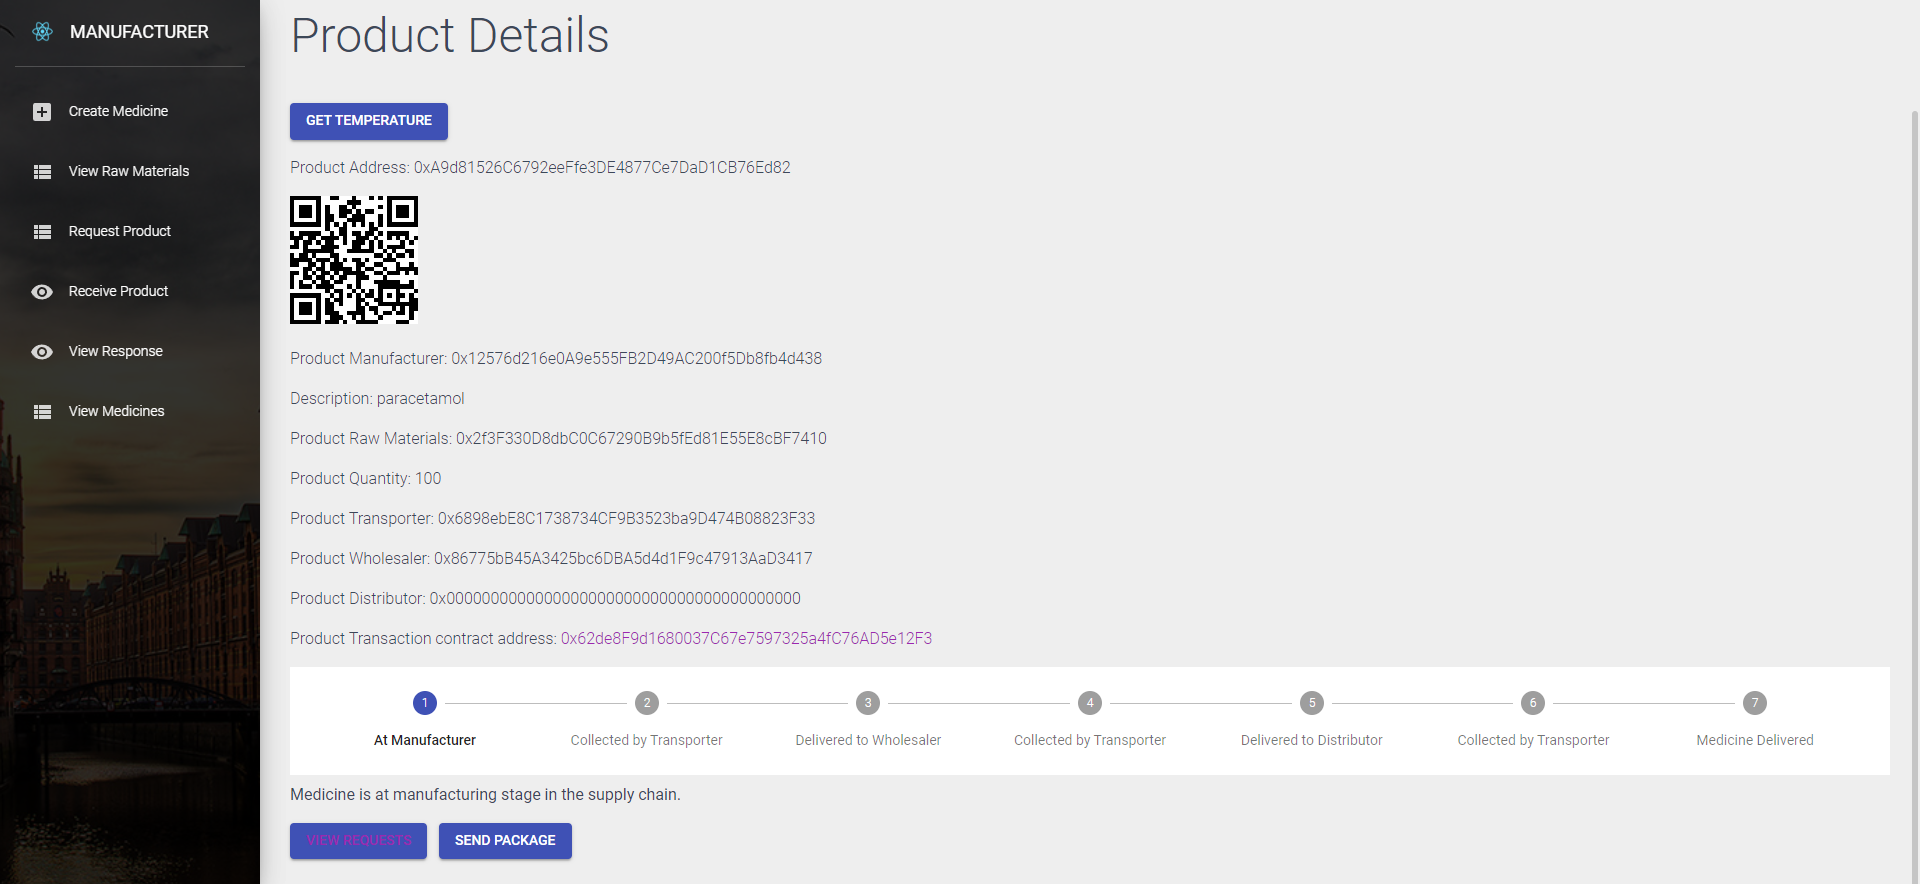 MANUFACTURER
Create Medicine
View Raw Materials
Request Product
Receive Product
View Response
View Medicines
Product Details
GET TEMPERATURE
Product Address: 0xA9d81526C6792eeFfe3DE4877Ce7DaD1CB76Ed82
Product Manufacturer: 0x12576d216e0A9e555FB2D49AC200f5Db8fb4d438
Description: paracetamol
Product Raw Materials: 0x2f3F330D8dbC0C67290B9b5fEd81E55E8cBF7410
Product Quantity: 100
Product Transporter: 0x6898ebE8C1738734CF9B3523ba9D474B08823F33
Product Wholesaler: 0x86775bB45A3425bc6DBA5d4d1F9c47913AaD3417
Product Distributor: 0x0000000000000000000000000000000000000000
Product Transaction contract address: 0x62de8F9d1680037C67e7597325a4fC76AD5e12F3
1 2 3 4 5 6 7
At Manufacturer Collected by Transporter Delivered to Wholesaler Collected by Transporter Delivered to Distributor Collected by Transporter Medicine Delivered
Medicine is at manufacturing stage in the supply chain.
VIEW REQUESTS SEND PACKAGE